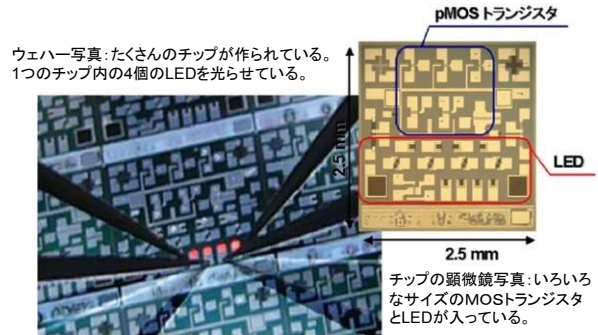 pMOS トランジスタ
ウェハー写真：たくさんのチップが作られている。
1つのチップ内の4個のLEDを光らせている。
2.5 mm
LED
2.5 mm
チップの顕微鏡写真：いろいろ
なサイズのMOSトランジスタ
とLEDが入っている。